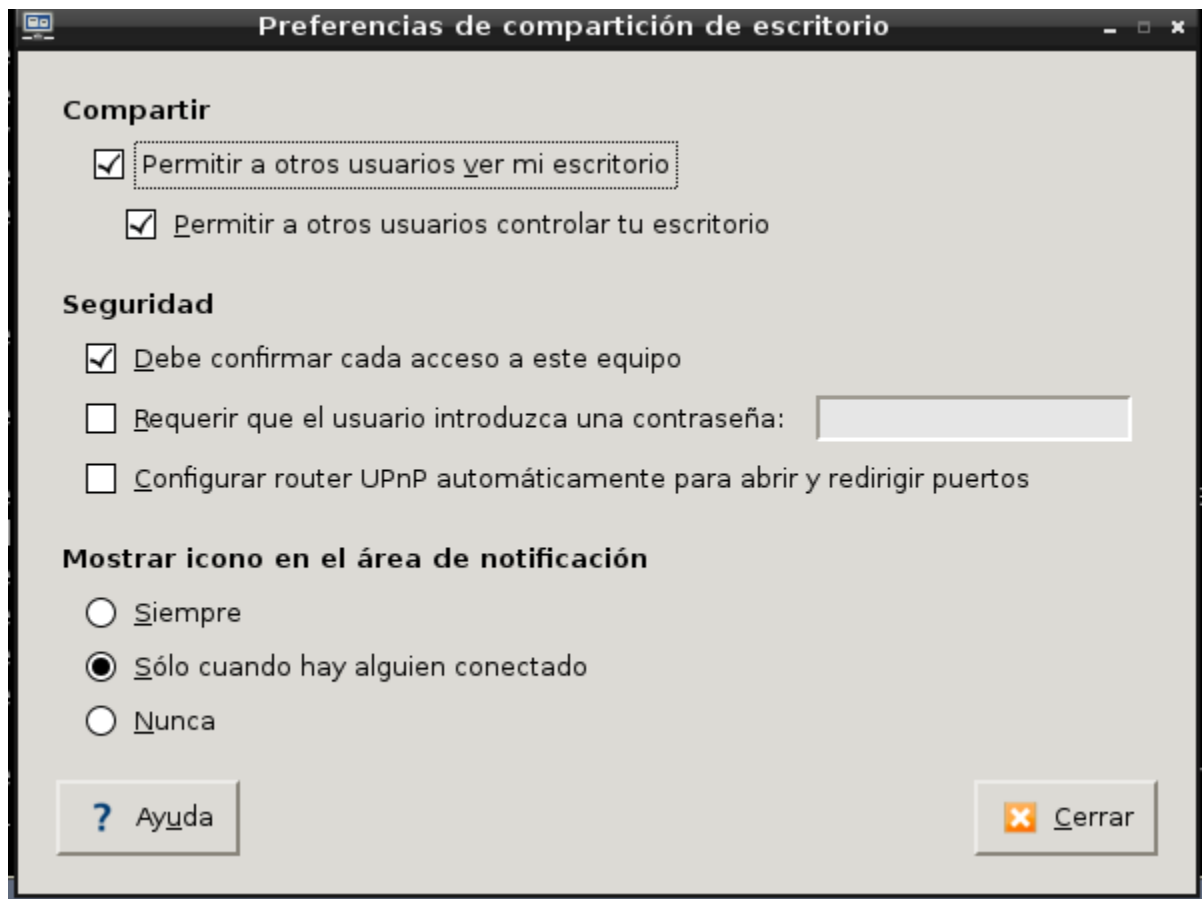 Preferencias de compartición de escritorio
Compartir
Permitir a otros usuarios ver mi escritorio
Permitir a otros usuarios controlar tu escritorio
Seguridad
Debe confirmar cada acceso a este equipo
Requerir que el usuario introduzca una contraseña:
Configurar router UPnP automáticamente para abrir y redirigir puertos
Mostrar icono en el área de notificación
Siempre
Sólo cuando hay alguien conectado
Nunca
? Ayuda
Cerrar